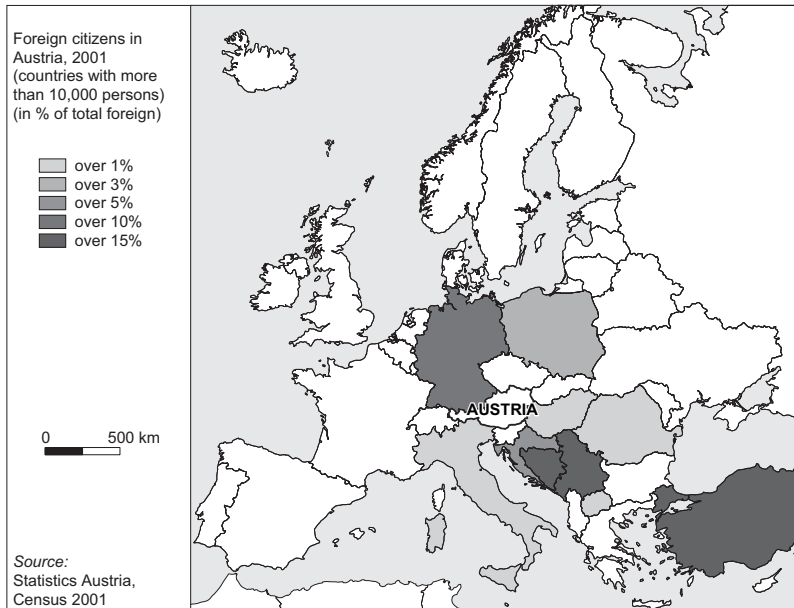 Foreign citizens in
Austria, 2001
(countries with more
than 10,000 persons)
(in % of total foreign)
over 1%
over 3%
over 5%
over 10%
over 15%
AUSTRIA
0 500 km
Source:
Statistics Austria,
Census 2001